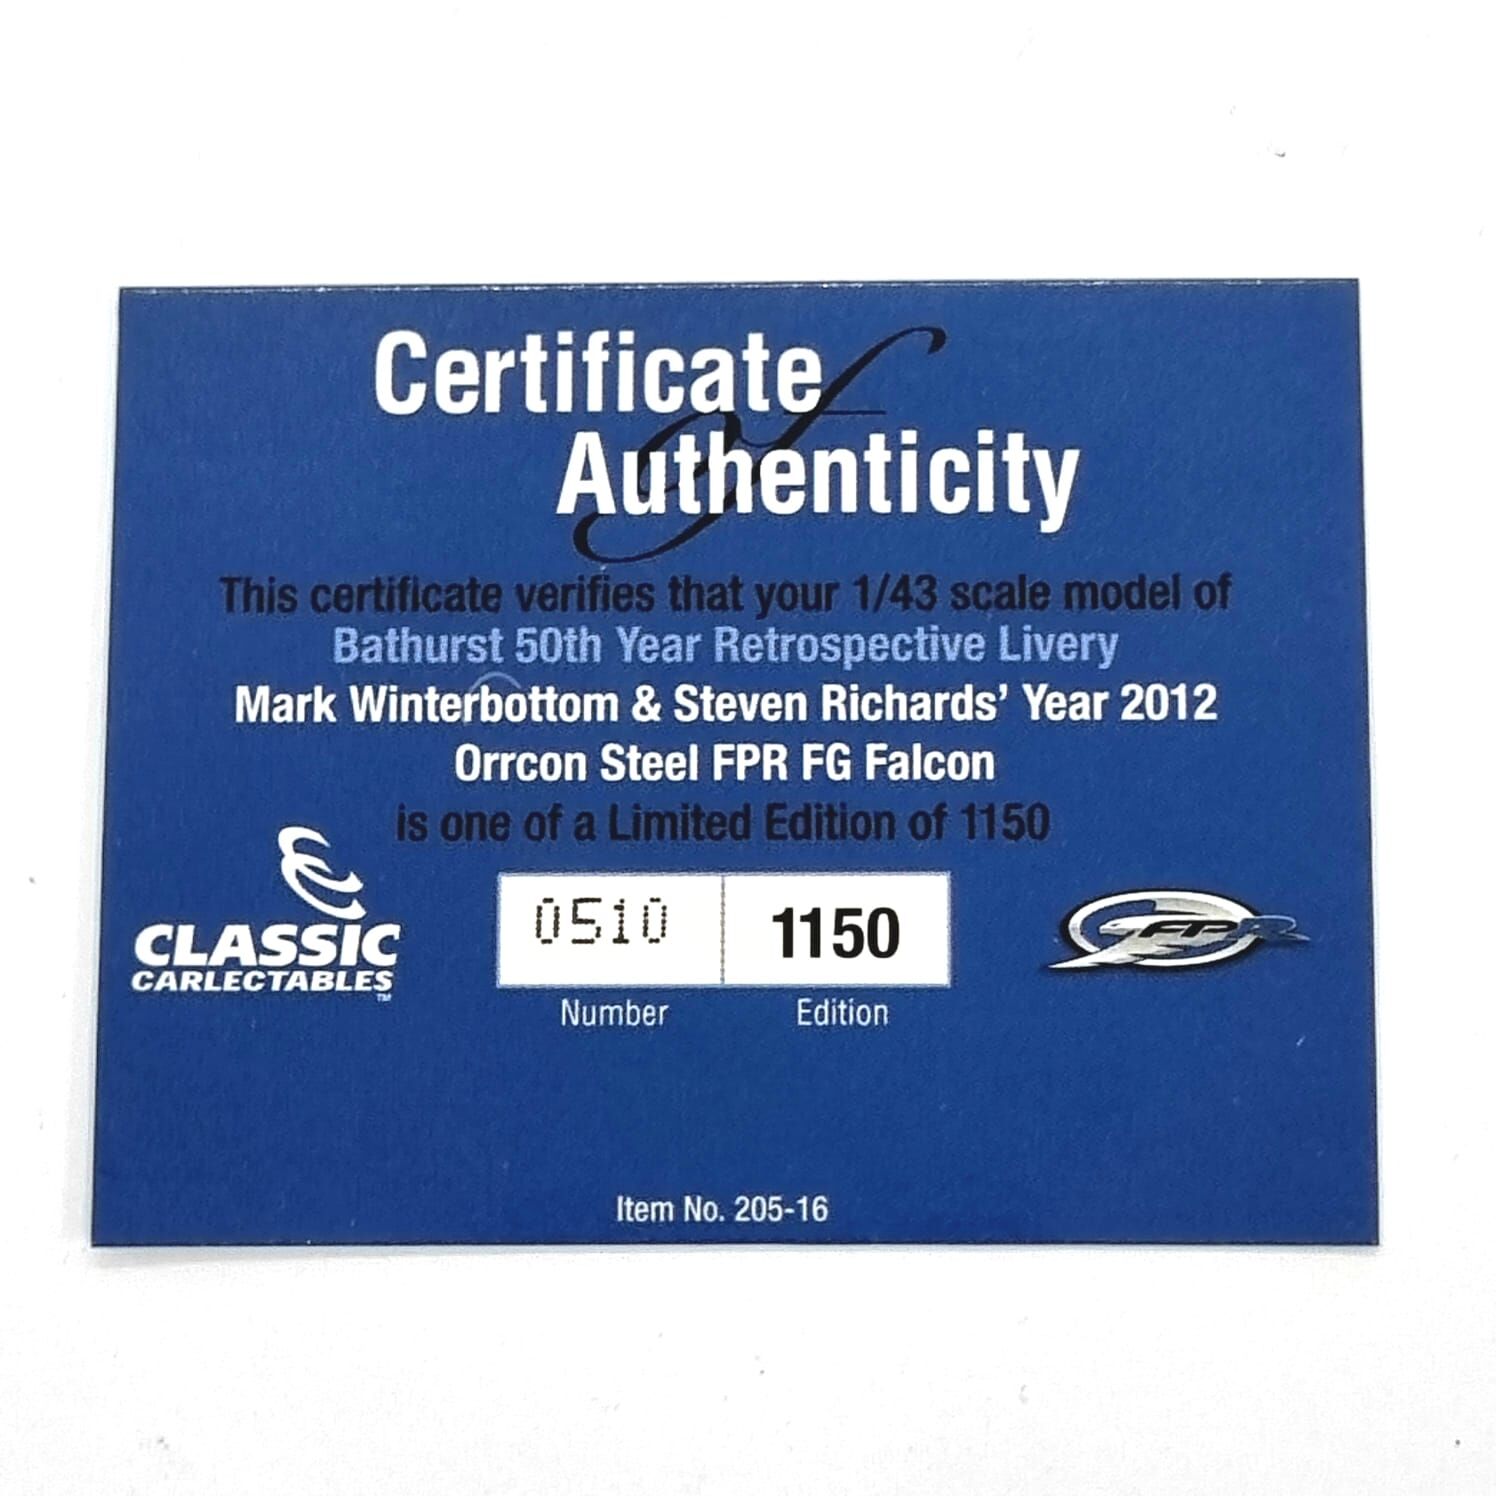 Certificate
of
Authenticity
This certificate verifies that your 1/43 scale model of
Bathurst 50th Year Retrospective Livery
Mark Winterbottom & Steven Richards' Year 2012
Orrcon Steel FPR FG Falcon
is one of a Limited Edition of 1150
CLASSIC
CARLECTABLES
TM
0510
1150
Number
Edition
FPR
Item No. 205-16